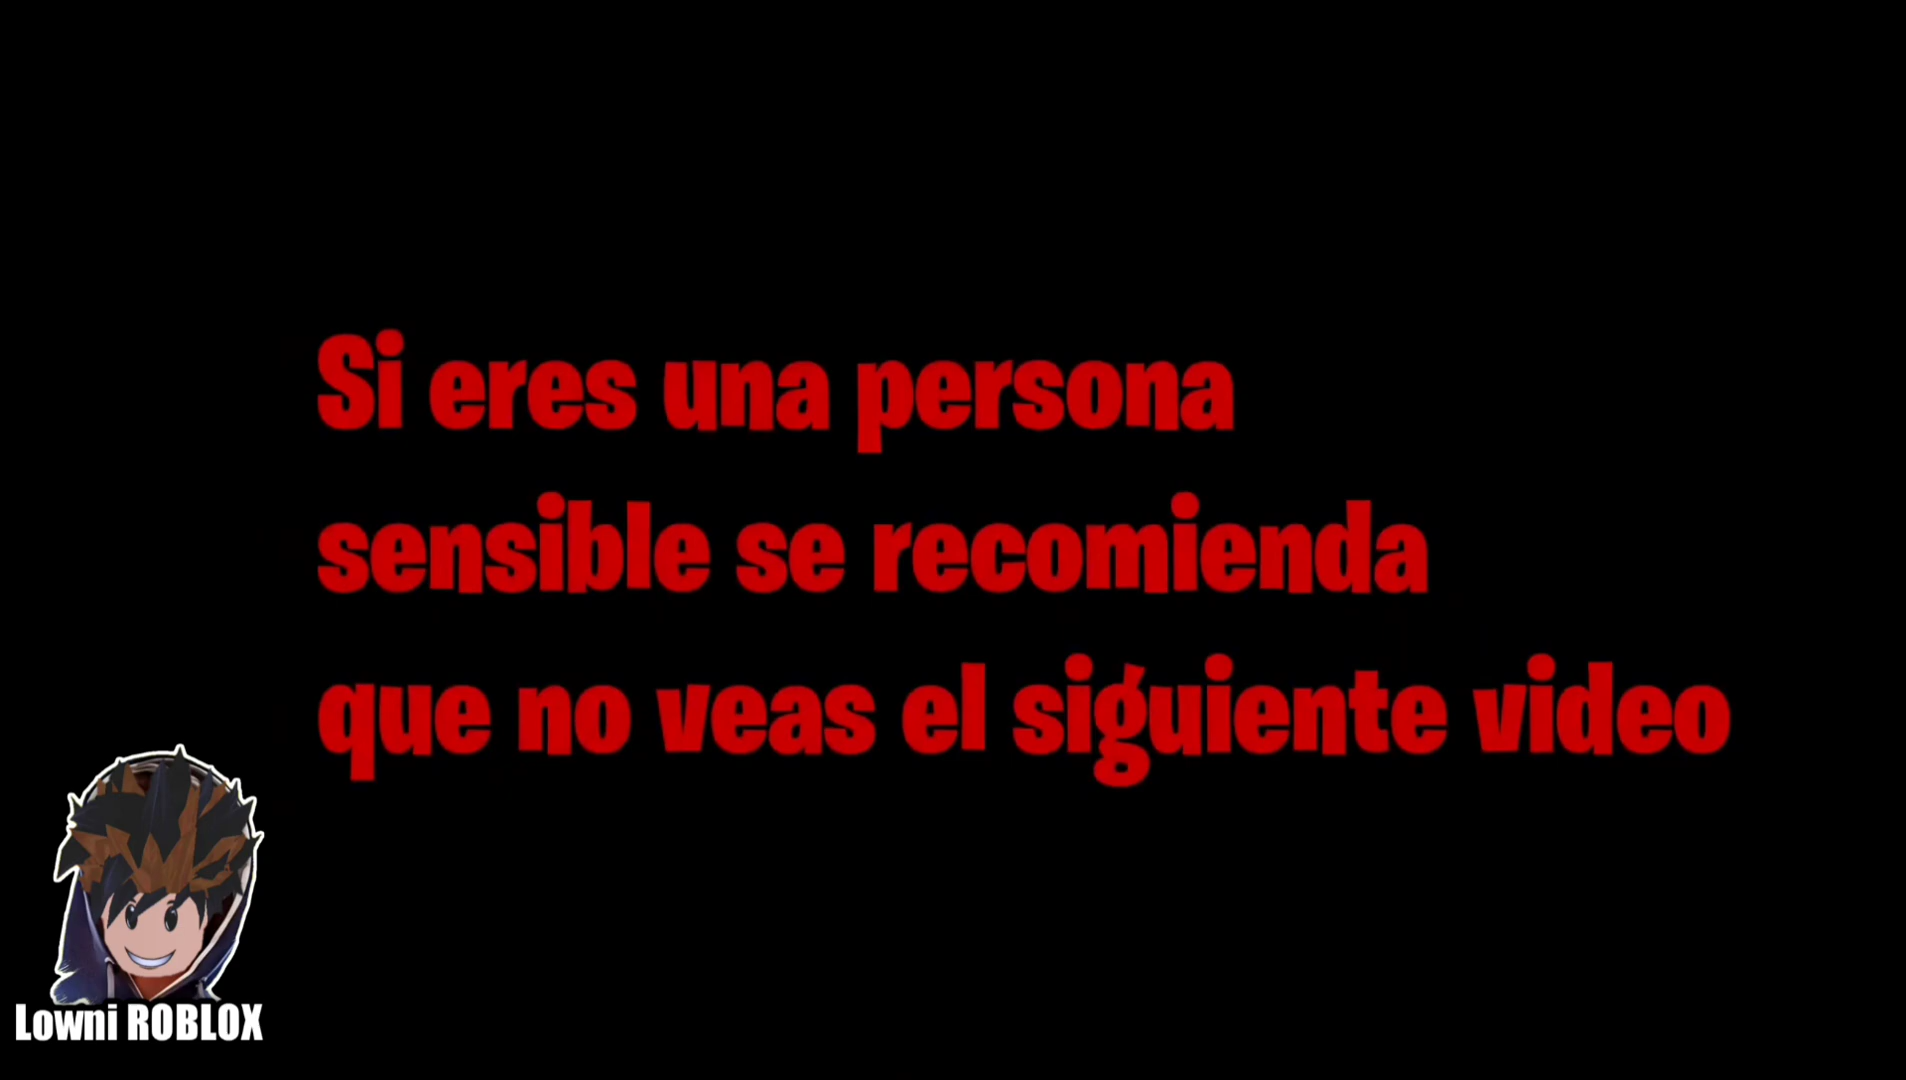 Si eres una persona
sensible se recomienda
que no veas el siguiente video
Lowni ROBLOX